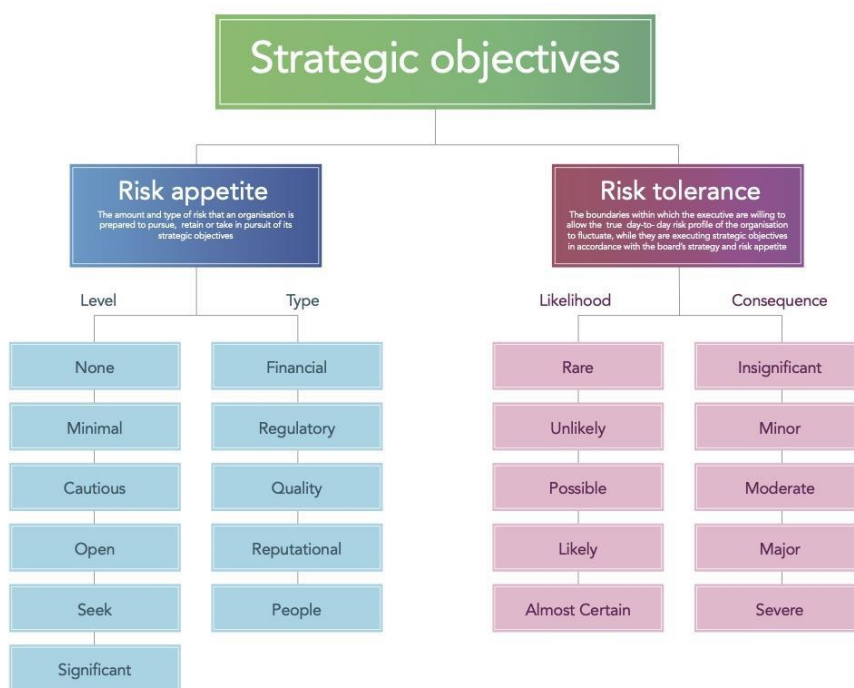 Strategic objectives
Risk appetite
The amount and type of risk that an organisation is
prepared to pursue, retain or take in pursuit of its
strategic objectives
Risk tolerance
The boundaries within which the executive are willing to
allow the true day-to- day risk profile of the organisation
to fluctuate, while they are executing strategic objectives
in accordance with the board's strategy and risk appetite
Level
None
Minimal
Cautious
Open
Seek
Significant
Type
Financial
Regulatory
Quality
Reputational
People
Likelihood
Rare
Unlikely
Possible
Likely
Almost Certain
Consequence
Insignificant
Minor
Moderate
Major
Severe